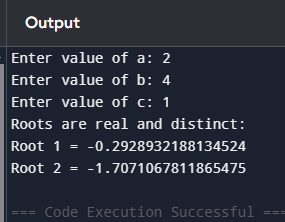 Output
Enter value of a: 2
Enter value of b: 4
Enter value of c: 1
Roots are real and distinct:
Root 1 = -0.2928932188134524
Root 2 = -1.7071067811865475
=== Code Execution Successful ===